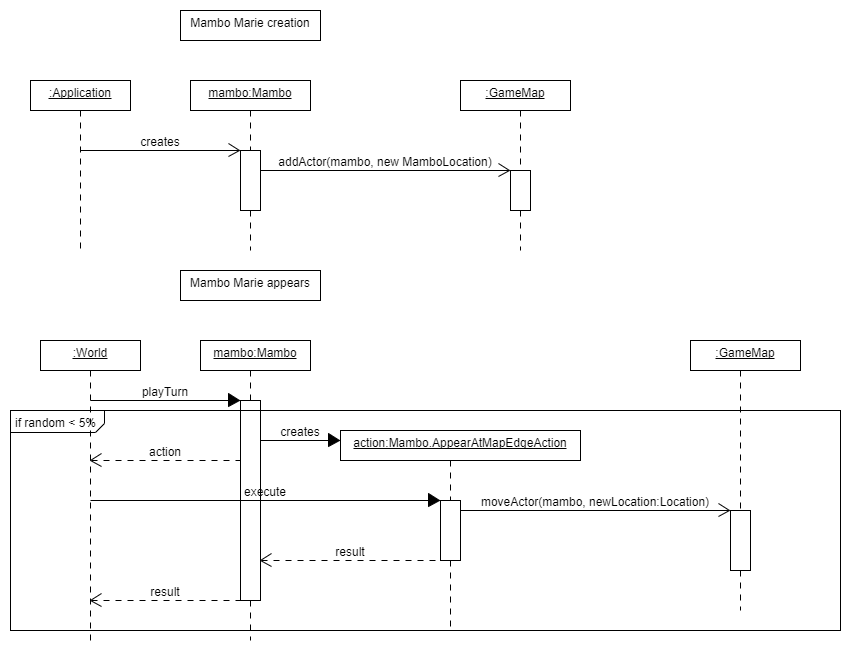 Mambo Marie creation
:Application
mambo:Mambo
:GameMap
creates
addActor(mambo, new MamboLocation)
Mambo Marie appears
:World
mambo:Mambo
:GameMap
playTurn
if random < 5%
creates
action:Mambo.AppearAtMapEdgeAction
action
execute
moveActor(mambo, newLocation:Location)
result
result